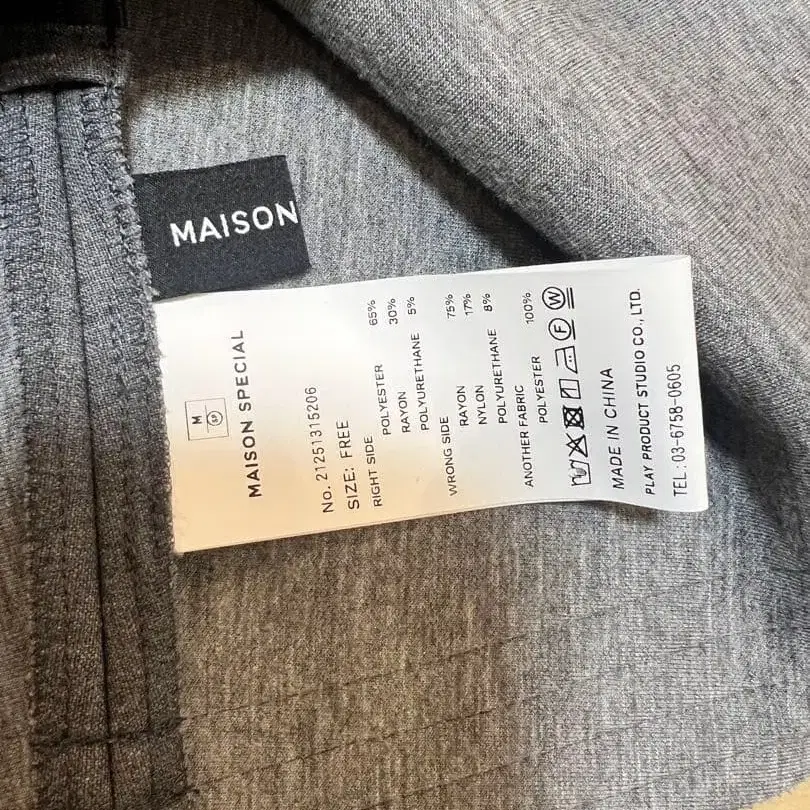 MAISON
M
MAISON SPECIAL
No. 21251315206
SIZE: FREE
RIGHT SIDE
POLYESTER 65%
RAYON 30%
POLYURETHANE 5%
WRONG SIDE
RAYON 75%
NYLON 17%
POLYURETHANE 8%
ANOTHER FABRIC
POLYESTER 100%
F W
MADE IN CHINA
PLAY PRODUCT STUDIO CO., LTD.
TEL: 03-6758-0605